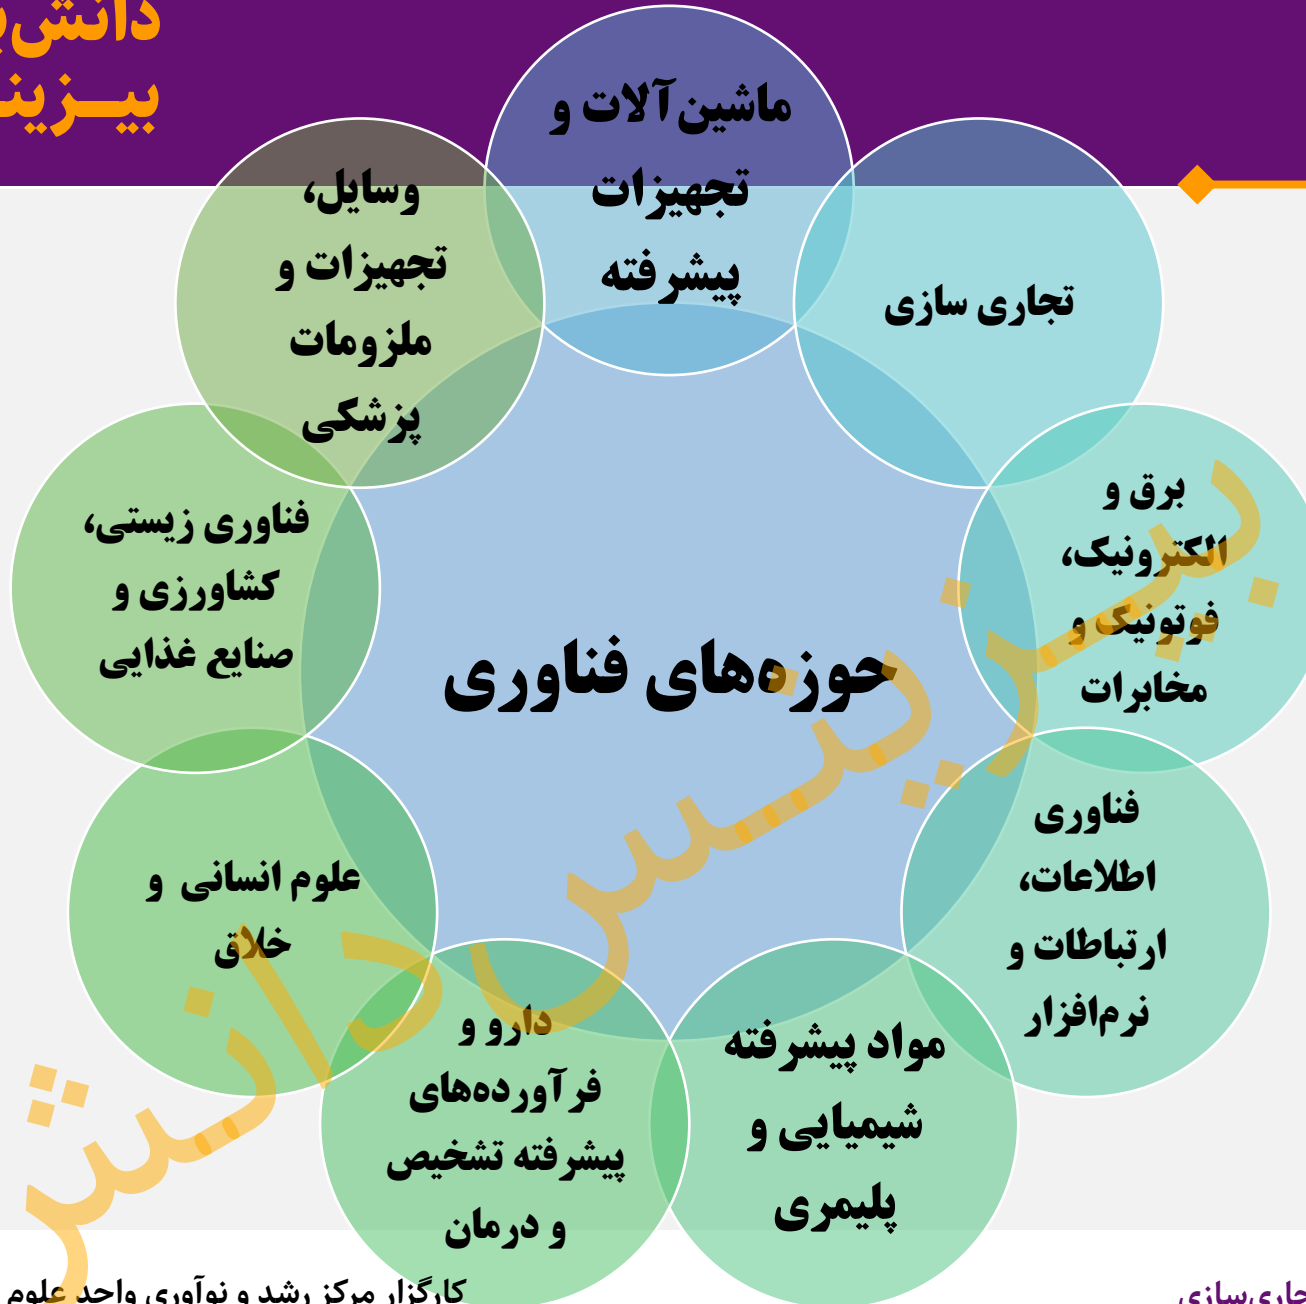 ماشین‌آلات و
تجهیزات
پیشرفته
تجاری سازی
برق و
الکترونیک،
فوتونیک و
مخابرات
فناوری
اطلاعات،
ارتباطات و
نرم‌افزار
مواد پیشرفته
شیمیایی و
پلیمری
دارو و
فرآورده‌های
پیشرفته تشخیص
و درمان
علوم انسانی و
خلاق
فناوری زیستی،
کشاورزی و
صنایع غذایی
وسایل،
تجهیزات و
ملزومات
پزشکی
حوزه‌های فناوری
کارگزار مرکز رشد و نوآوری واحد علوم